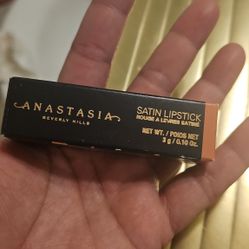 ANASTASIA
BEVERLY HILLS
SATIN LIPSTICK
ROUGE À LÈVRES SATINÉ
NET WT. / POIDS NET
3 g / 0.10 Oz.